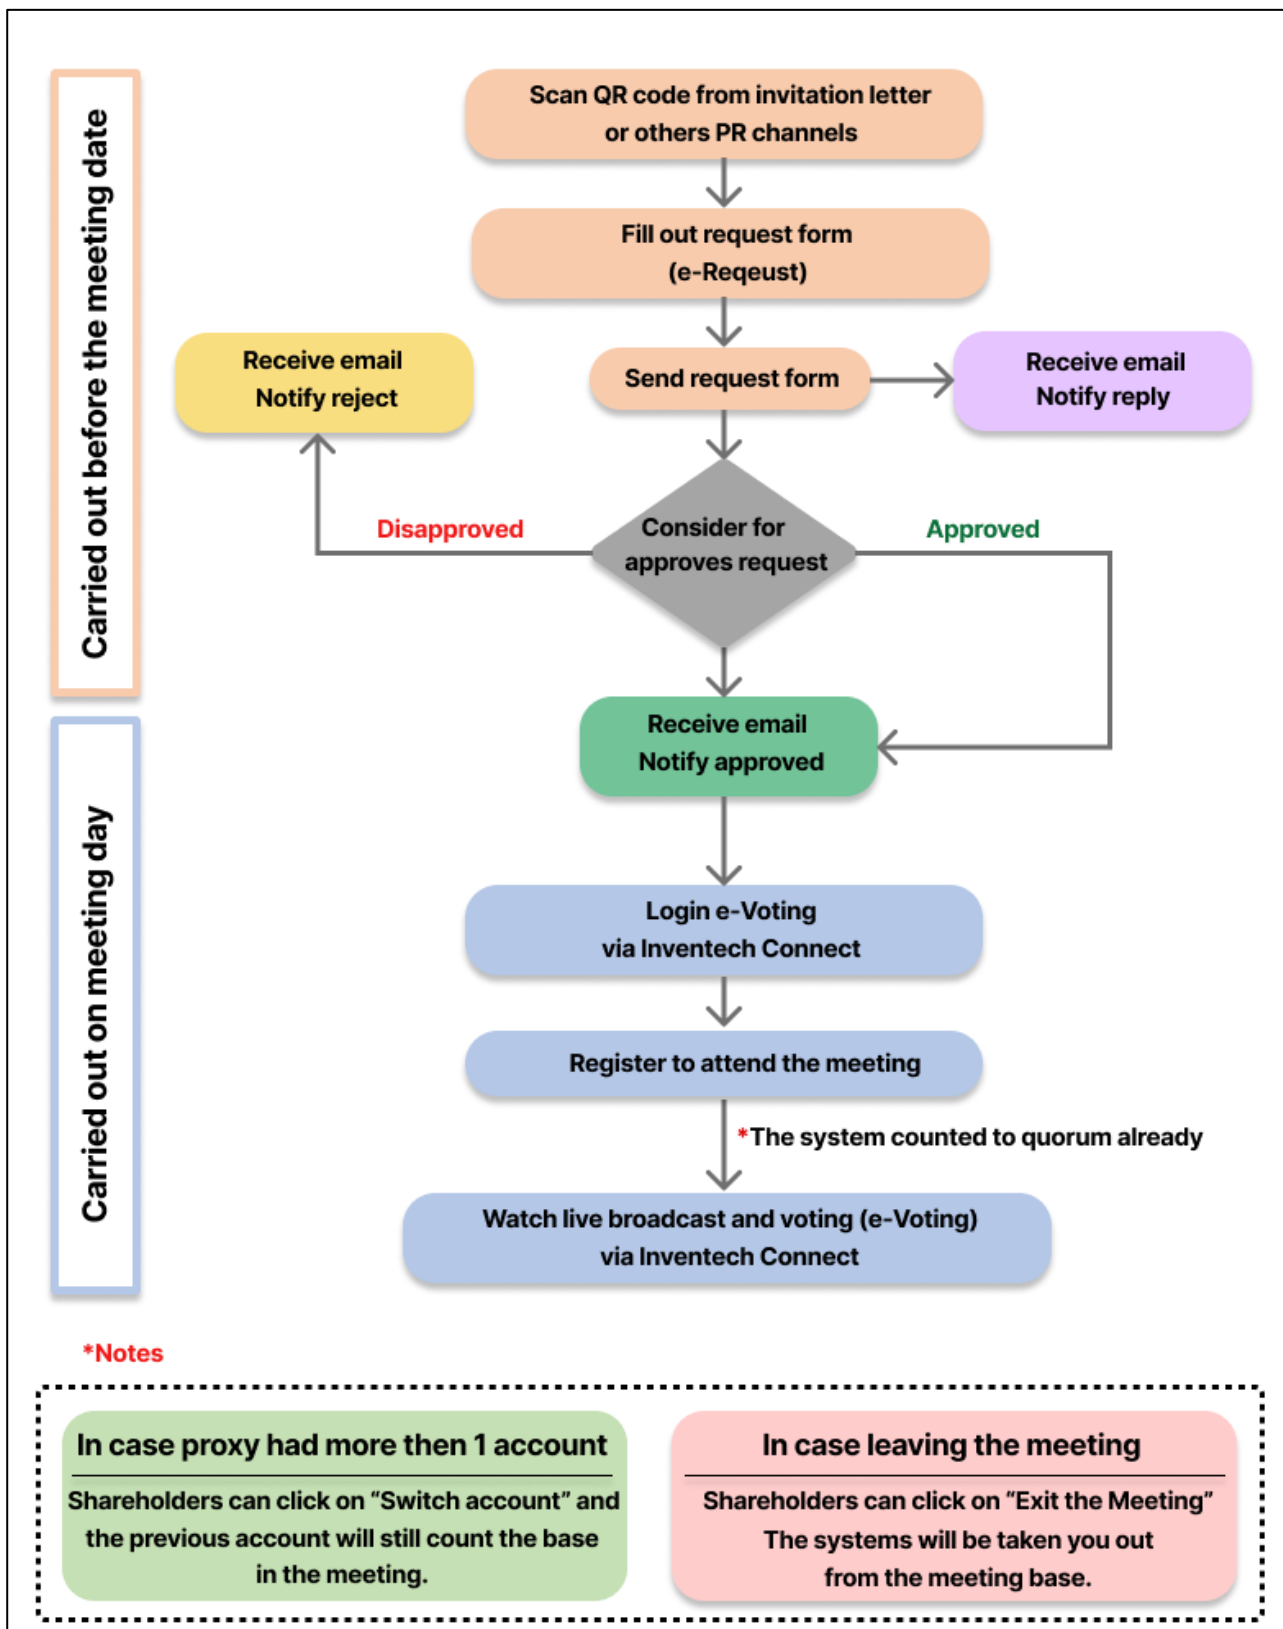 Carried out before the meeting date
Scan QR code from invitation letter
or others PR channels
Fill out request form
(e-Reqeust)
Send request form
Receive email
Notify reply
Receive email
Notify reject
Consider for
approves request
Disapproved
Approved
Carried out on meeting day
Receive email
Notify approved
Login e-Voting
via Inventech Connect
Register to attend the meeting
*The system counted to quorum already
Watch live broadcast and voting (e-Voting)
via Inventech Connect
*Notes
In case proxy had more then 1 account
Shareholders can click on “Switch account” and
the previous account will still count the base
in the meeting.
In case leaving the meeting
Shareholders can click on “Exit the Meeting”
The systems will be taken you out
from the meeting base.